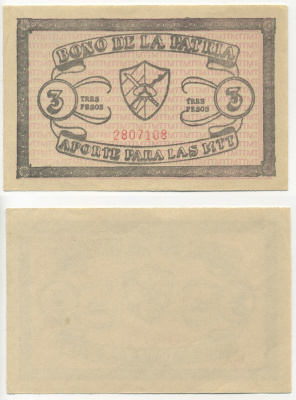 BONO DE LA PATRIA
3 TRES PESOS TRES PESOS 3
2807108
APORTE PARA LAS MTT